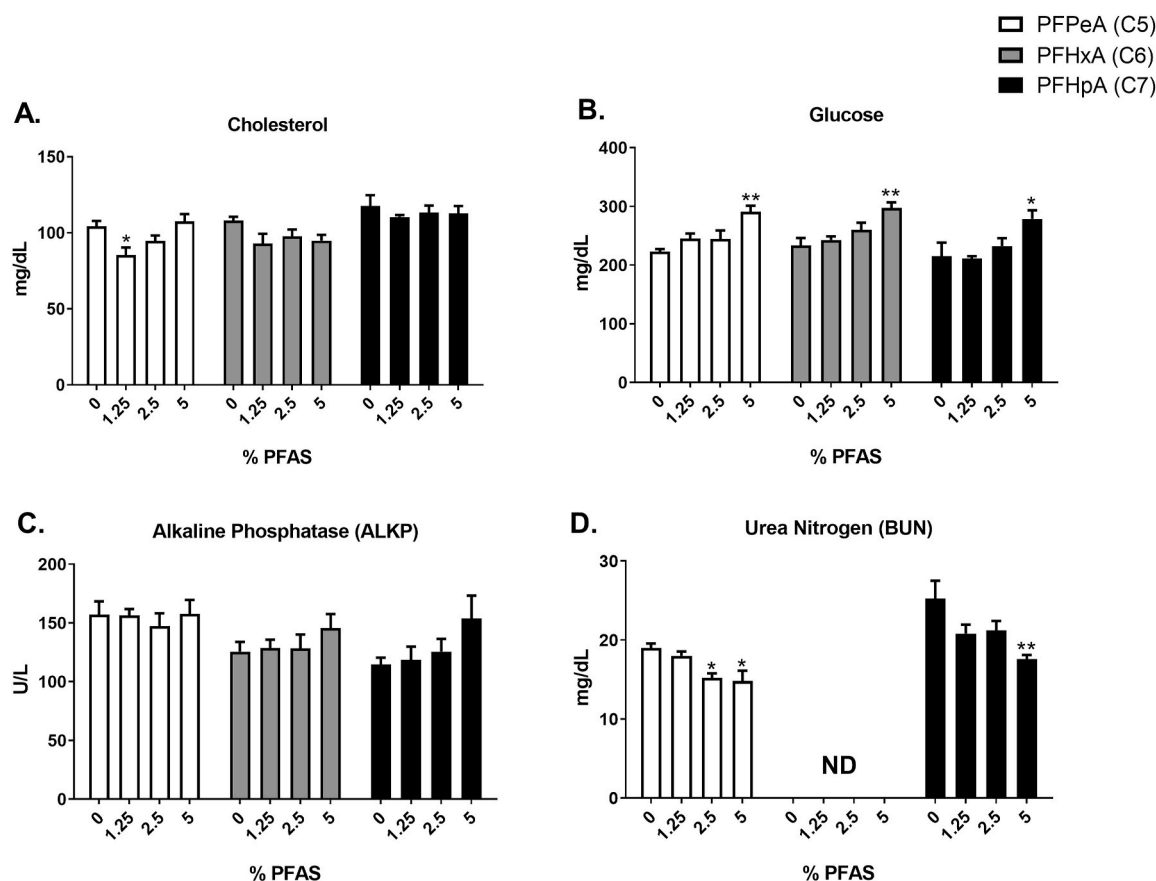 PFPeA (C5)
PFHxA (C6)
PFHpA (C7)
A.
Cholesterol
150
100
50
0
mg/dL
*
0 1.25 2.5 5 0 1.25 2.5 5 0 1.25 2.5 5
% PFAS
B.
Glucose
400
300
200
100
0
mg/dL
** ** *
0 1.25 2.5 5 0 1.25 2.5 5 0 1.25 2.5 5
% PFAS
C.
Alkaline Phosphatase (ALKP)
200
150
100
50
0
U/L
0 1.25 2.5 5 0 1.25 2.5 5 0 1.25 2.5 5
% PFAS
D.
Urea Nitrogen (BUN)
30
20
10
0
mg/dL
* * **
ND
0 1.25 2.5 5 0 1.25 2.5 5 0 1.25 2.5 5
% PFAS